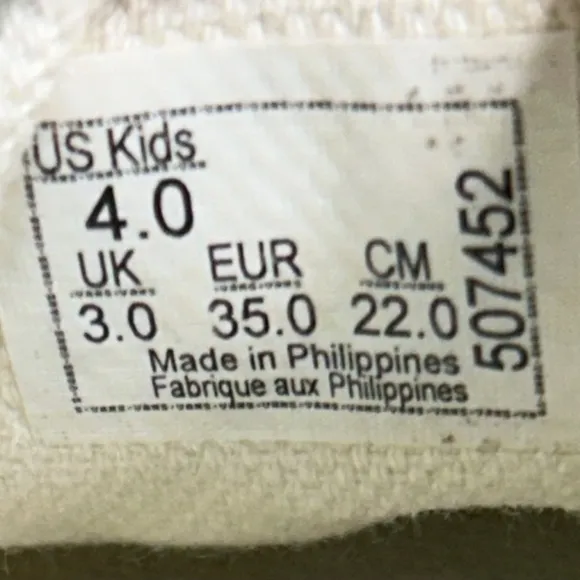 US Kids
4.0
UK EUR CM
3.0 35.0 22.0
Made in Philippines
Fabrique aux Philippines
507452